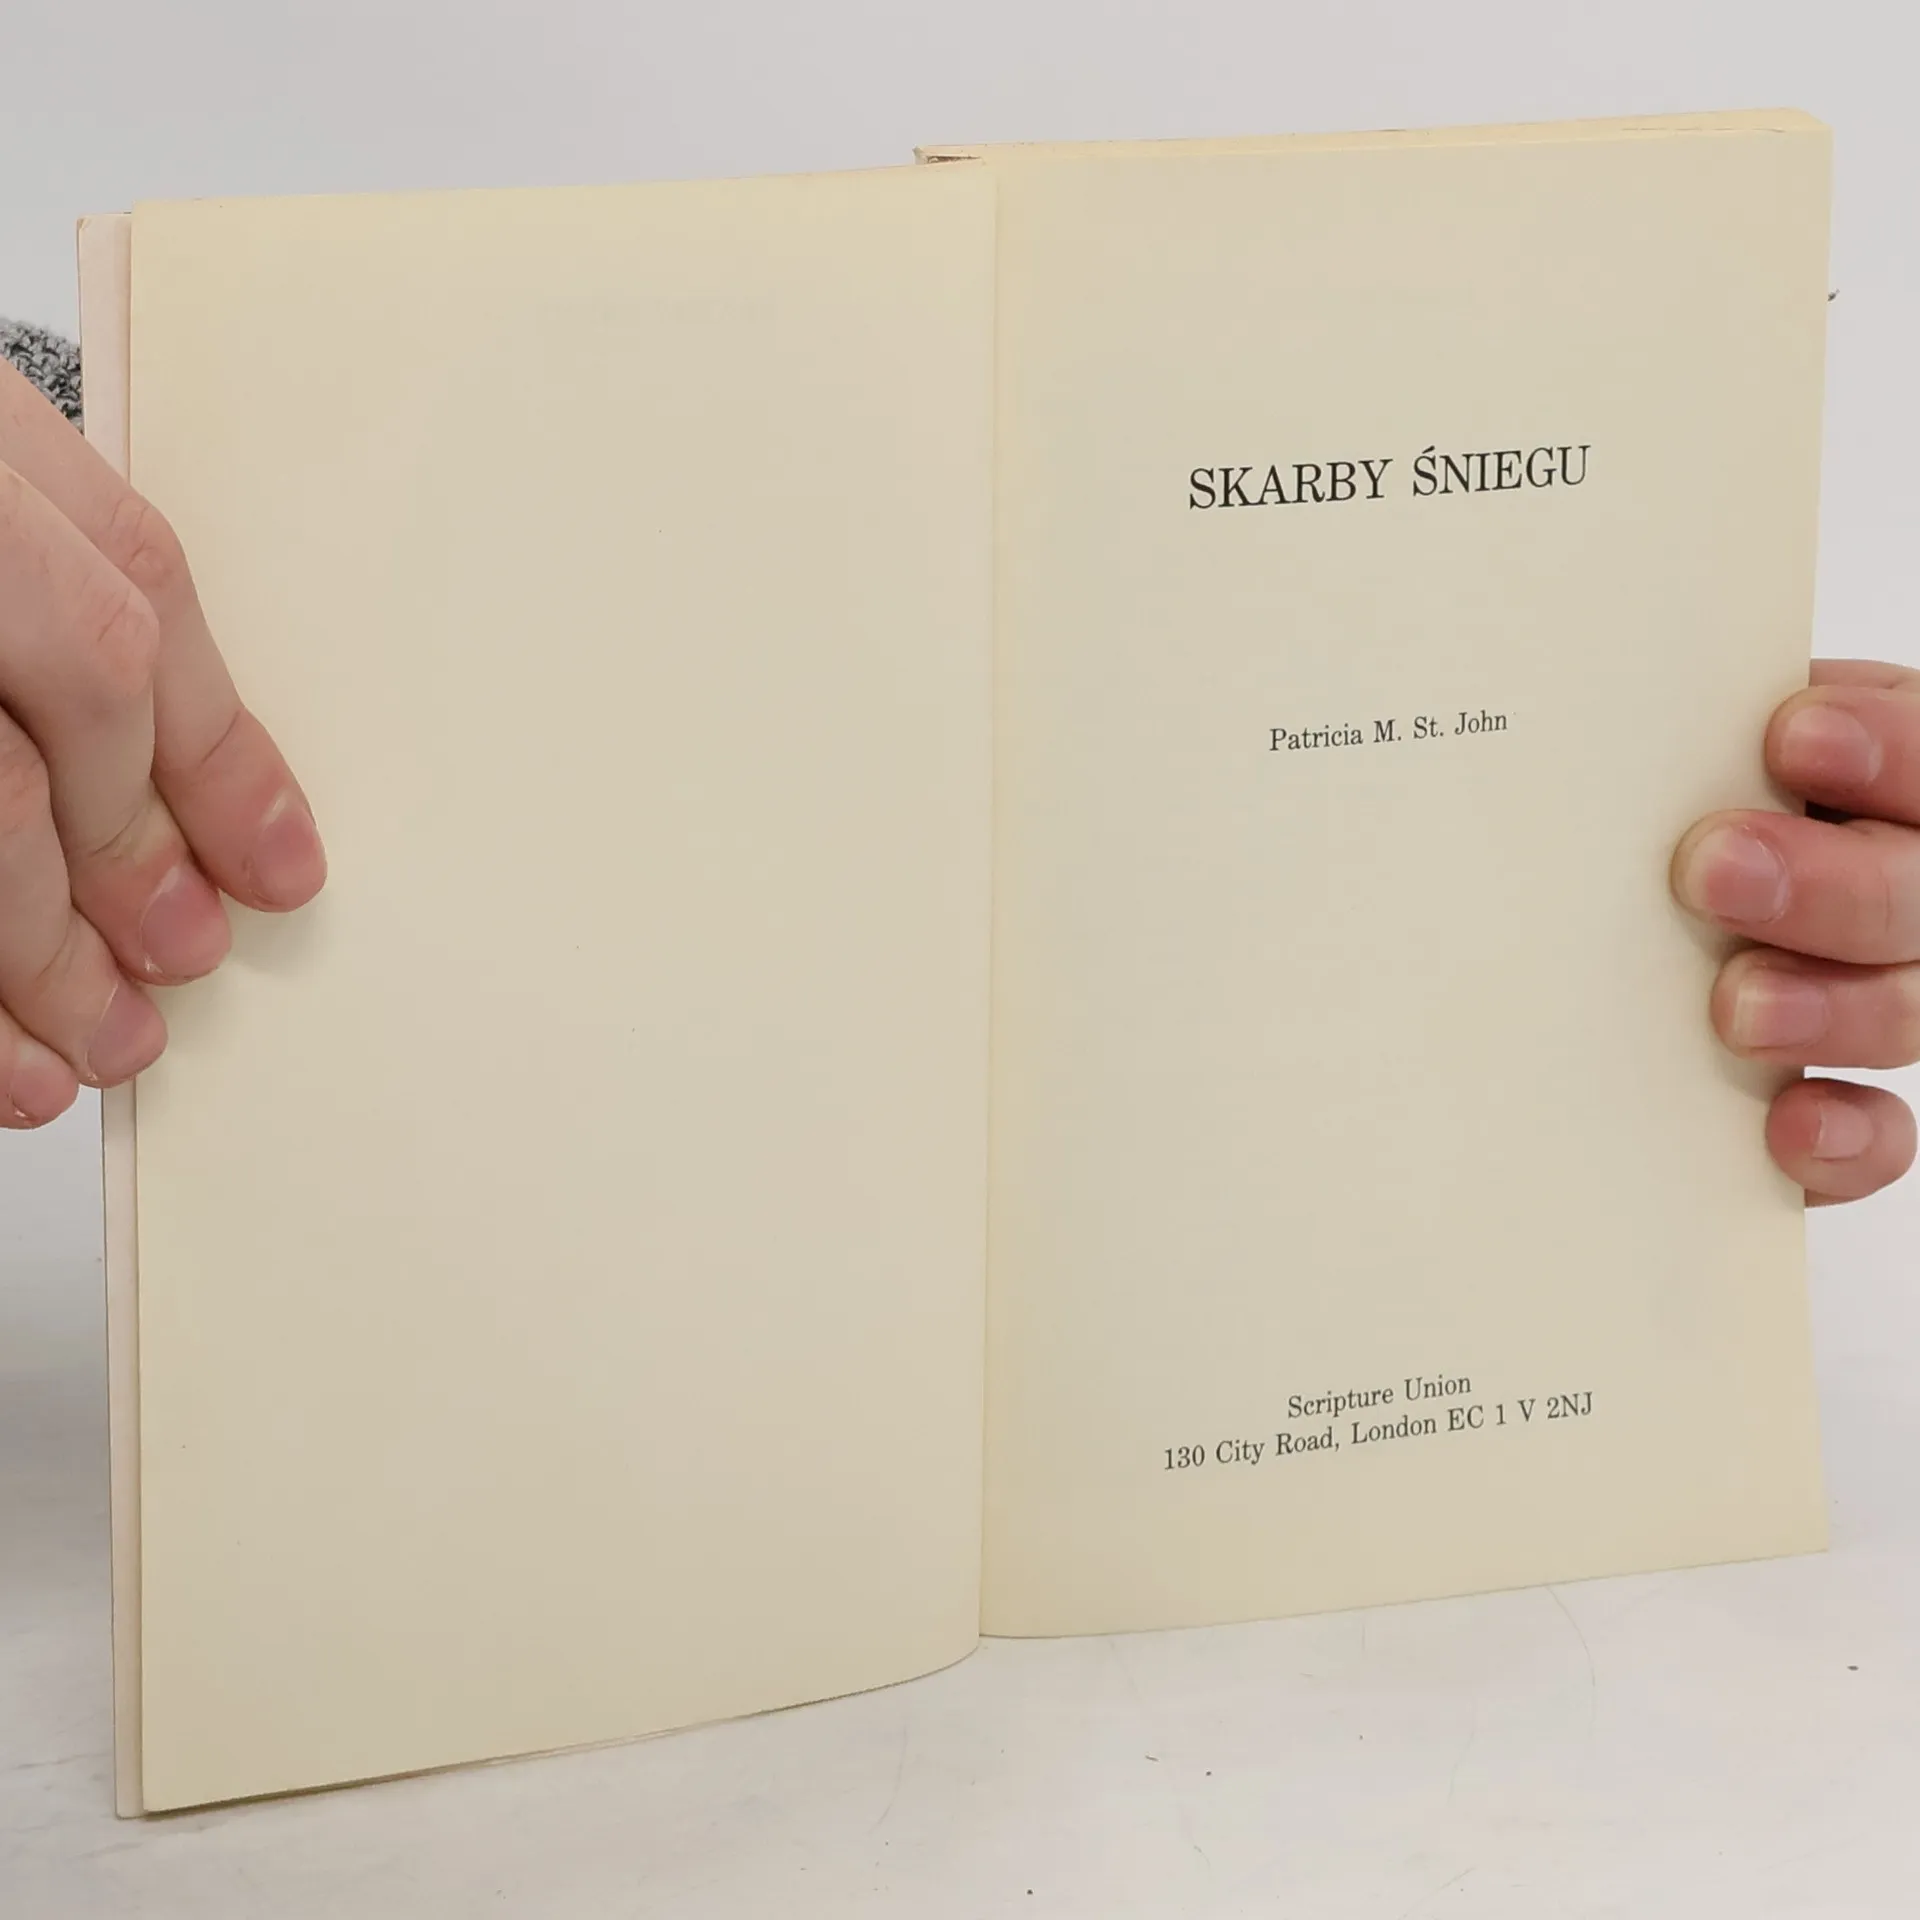 SKARBY ŚNIEGU
Patricia M. St. John
Scripture Union
130 City Road, London EC 1 V 2NJ